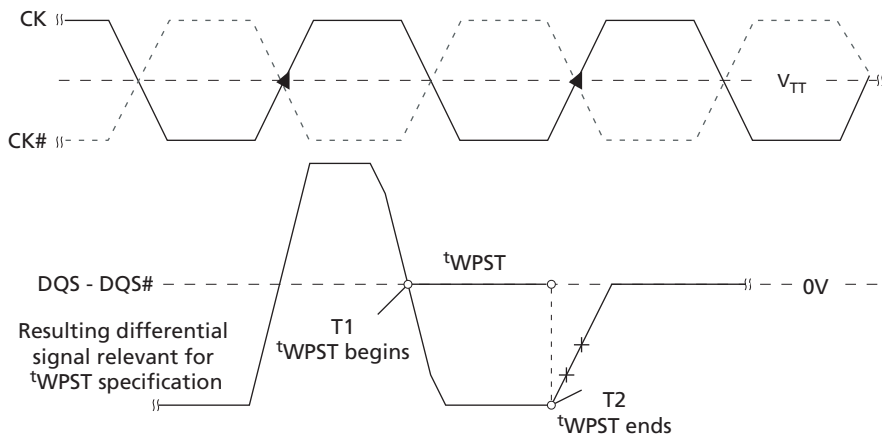 CK
V_TT
CK#
tWPST
DQS - DQS#
0V
T1
tWPST begins
Resulting differential
signal relevant for
tWPST specification
T2
tWPST ends